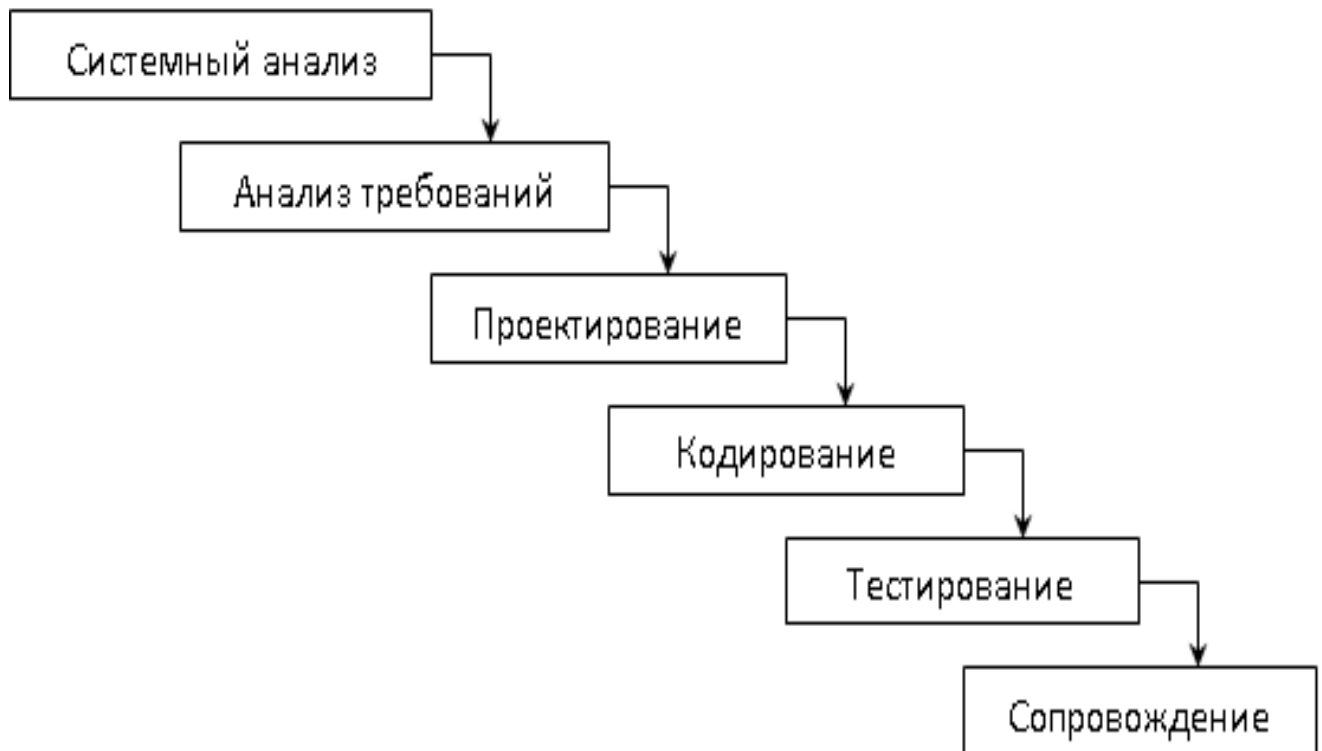 Системный анализ
Анализ требований
Проектирование
Кодирование
Тестирование
Сопровождение